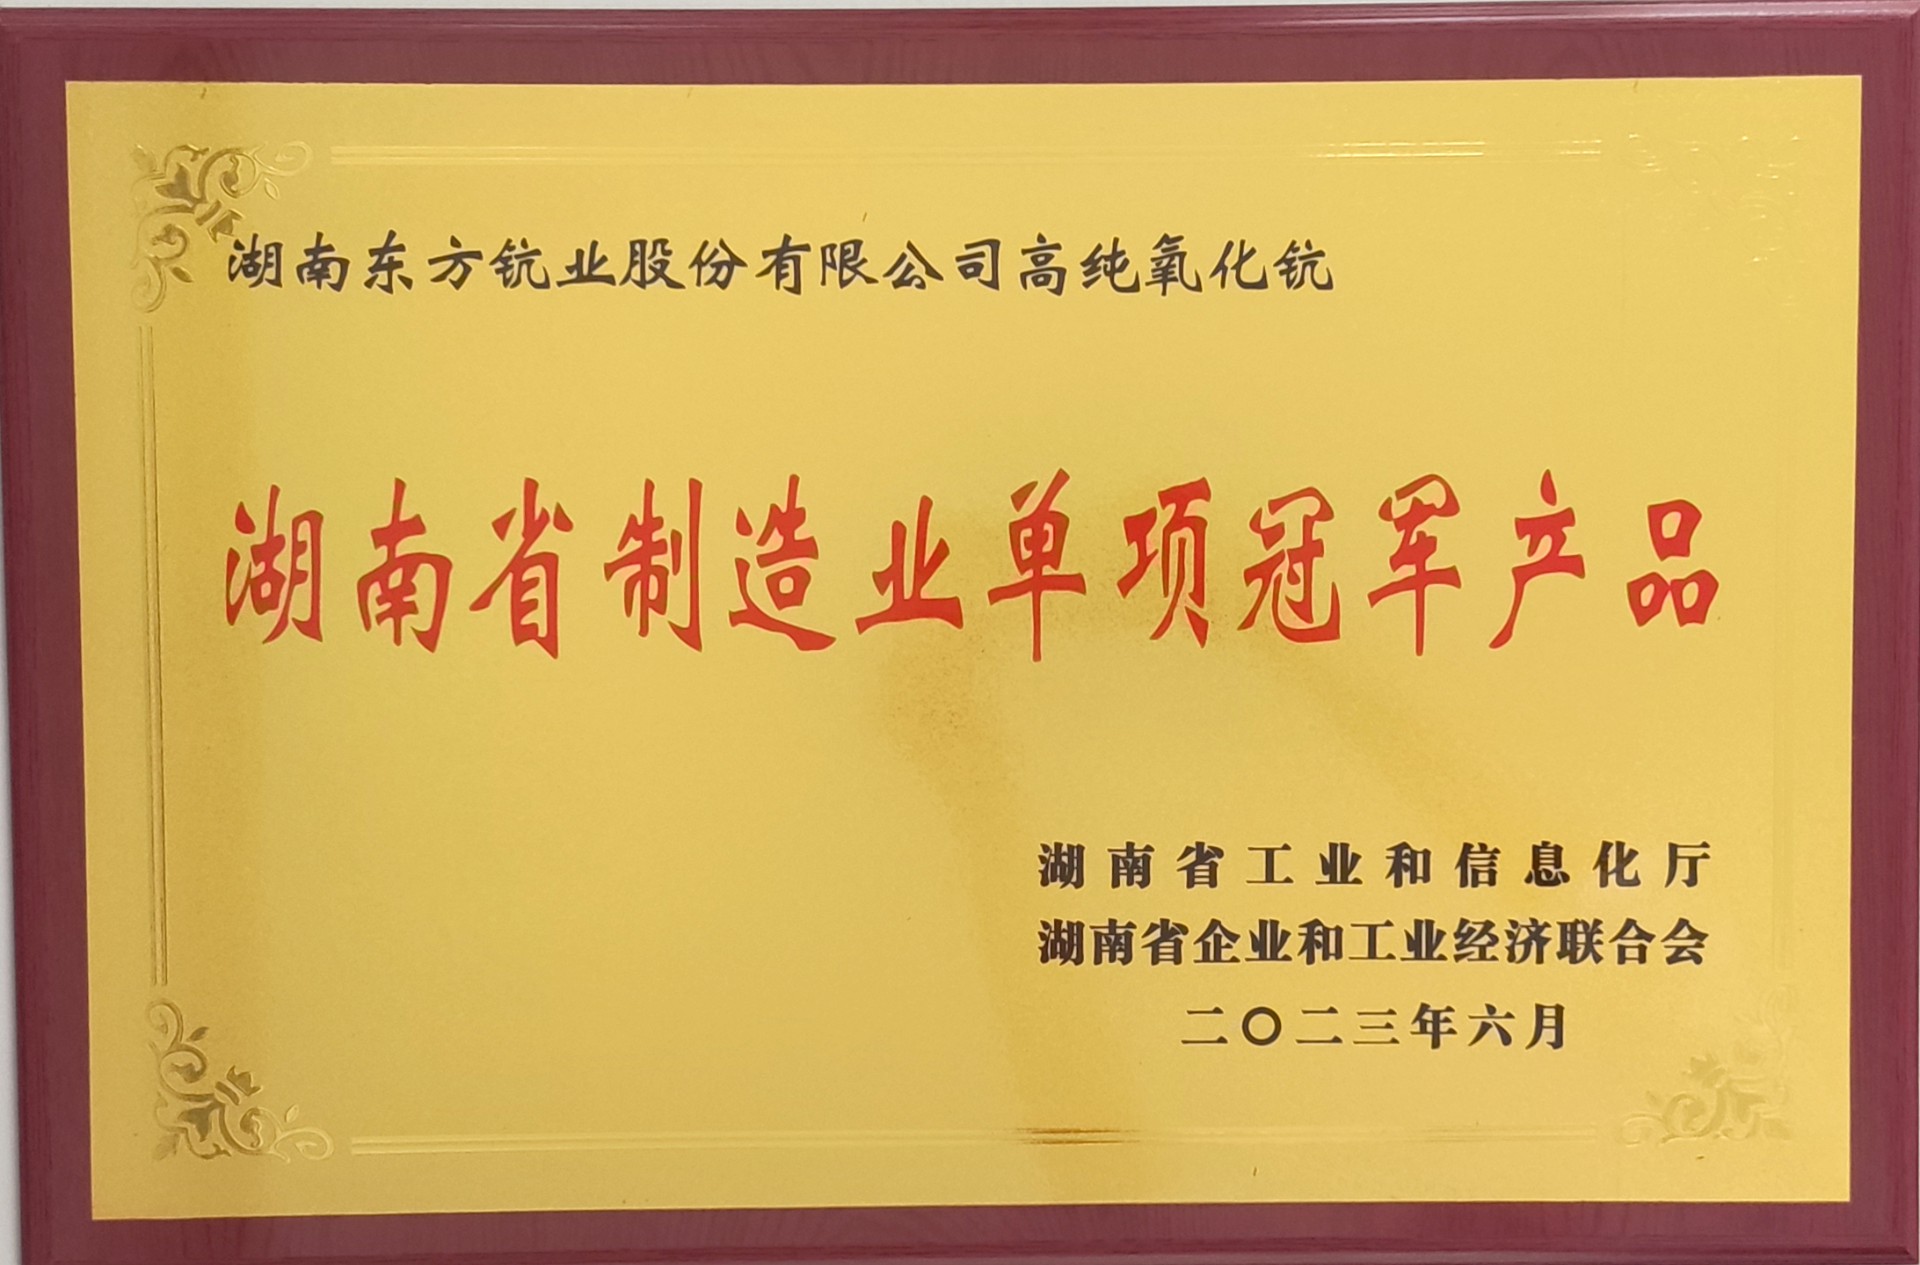 湖南东方钪业股份有限公司高纯氧化钪
湖南省制造业单项冠军产品
湖南省工业和信息化厅
湖南省企业和工业经济联合会
二〇二三年六月